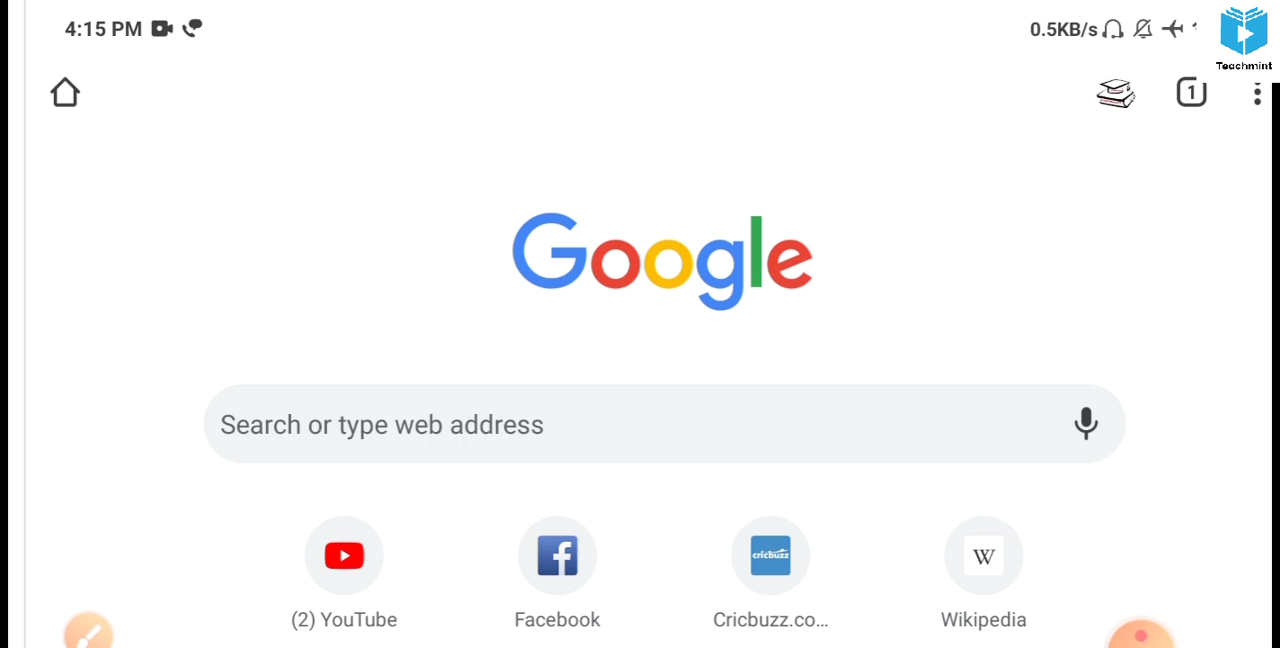 4:15 PM
0.5KB/s
Teachmint
1
Google
Search or type web address
cricbuzz
W
(2) YouTube
Facebook
Cricbuzz.co...
Wikipedia